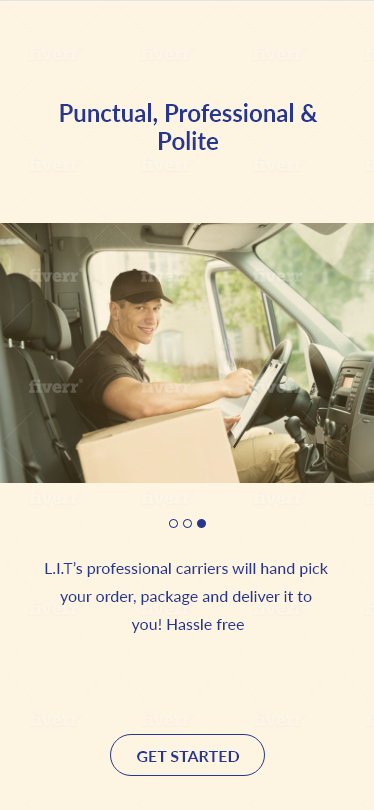 Punctual, Professional &
Polite
fiverr
L.I.T's professional carriers will hand pick
your order, package and deliver it to
you! Hassle free
GET STARTED